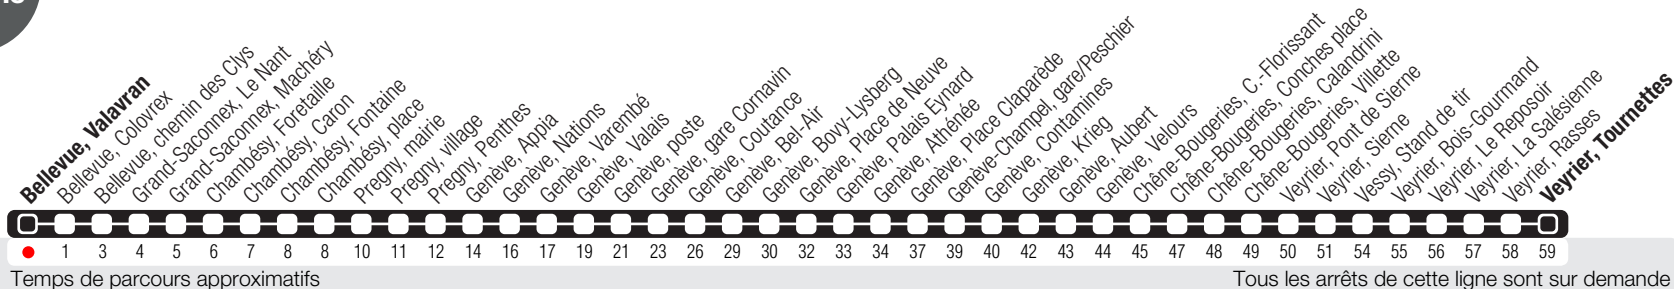 Bellevue, Valavran
Bellevue, Colovrex
Bellevue, chemin des Clys
Grand-Saconnex, Le Nant
Grand-Saconnex, Machéry
Chambésy, Foretaille
Chambésy, Caron
Chambésy, Fontaine
Chambésy, place
Pregny, mairie
Pregny, village
Pregny, Penthes
Genève, Appia
Genève, Nations
Genève, Varembé
Genève, Valais
Genève, poste
Genève, gare Cornavin
Genève, Coutance
Genève, Bel-Air
Genève, Bovy-Lysberg
Genève, Place de Neuve
Genève, Palais Eynard
Genève, Athénée
Genève, Place Claparède
Genève-Champel, gare/Peschier
Genève, Contamines
Genève, Krieg
Genève, Aubert
Genève, Velours
Chêne-Bougeries, C.-Florissant
Chêne-Bougeries, Conches place
Chêne-Bougeries, Calandrini
Chêne-Bougeries, Villette
Veyrier, Pont de Sierne
Veyrier, Sierne
Vessy, Stand de tir
Veyrier, Bois-Gourmand
Veyrier, Le Reposoir
Veyrier, La Salésienne
Veyrier, Rasses
Veyrier, Tournettes
1 3 4 5 6 7 8 8 10 11 12 14 16 17 19 21 23 26 29 30 32 33 34 37 39 40 42 43 44 45 47 48 49 50 51 54 55 56 57 58 59
Temps de parcours approximatifs
Tous les arrêts de cette ligne sont sur demande